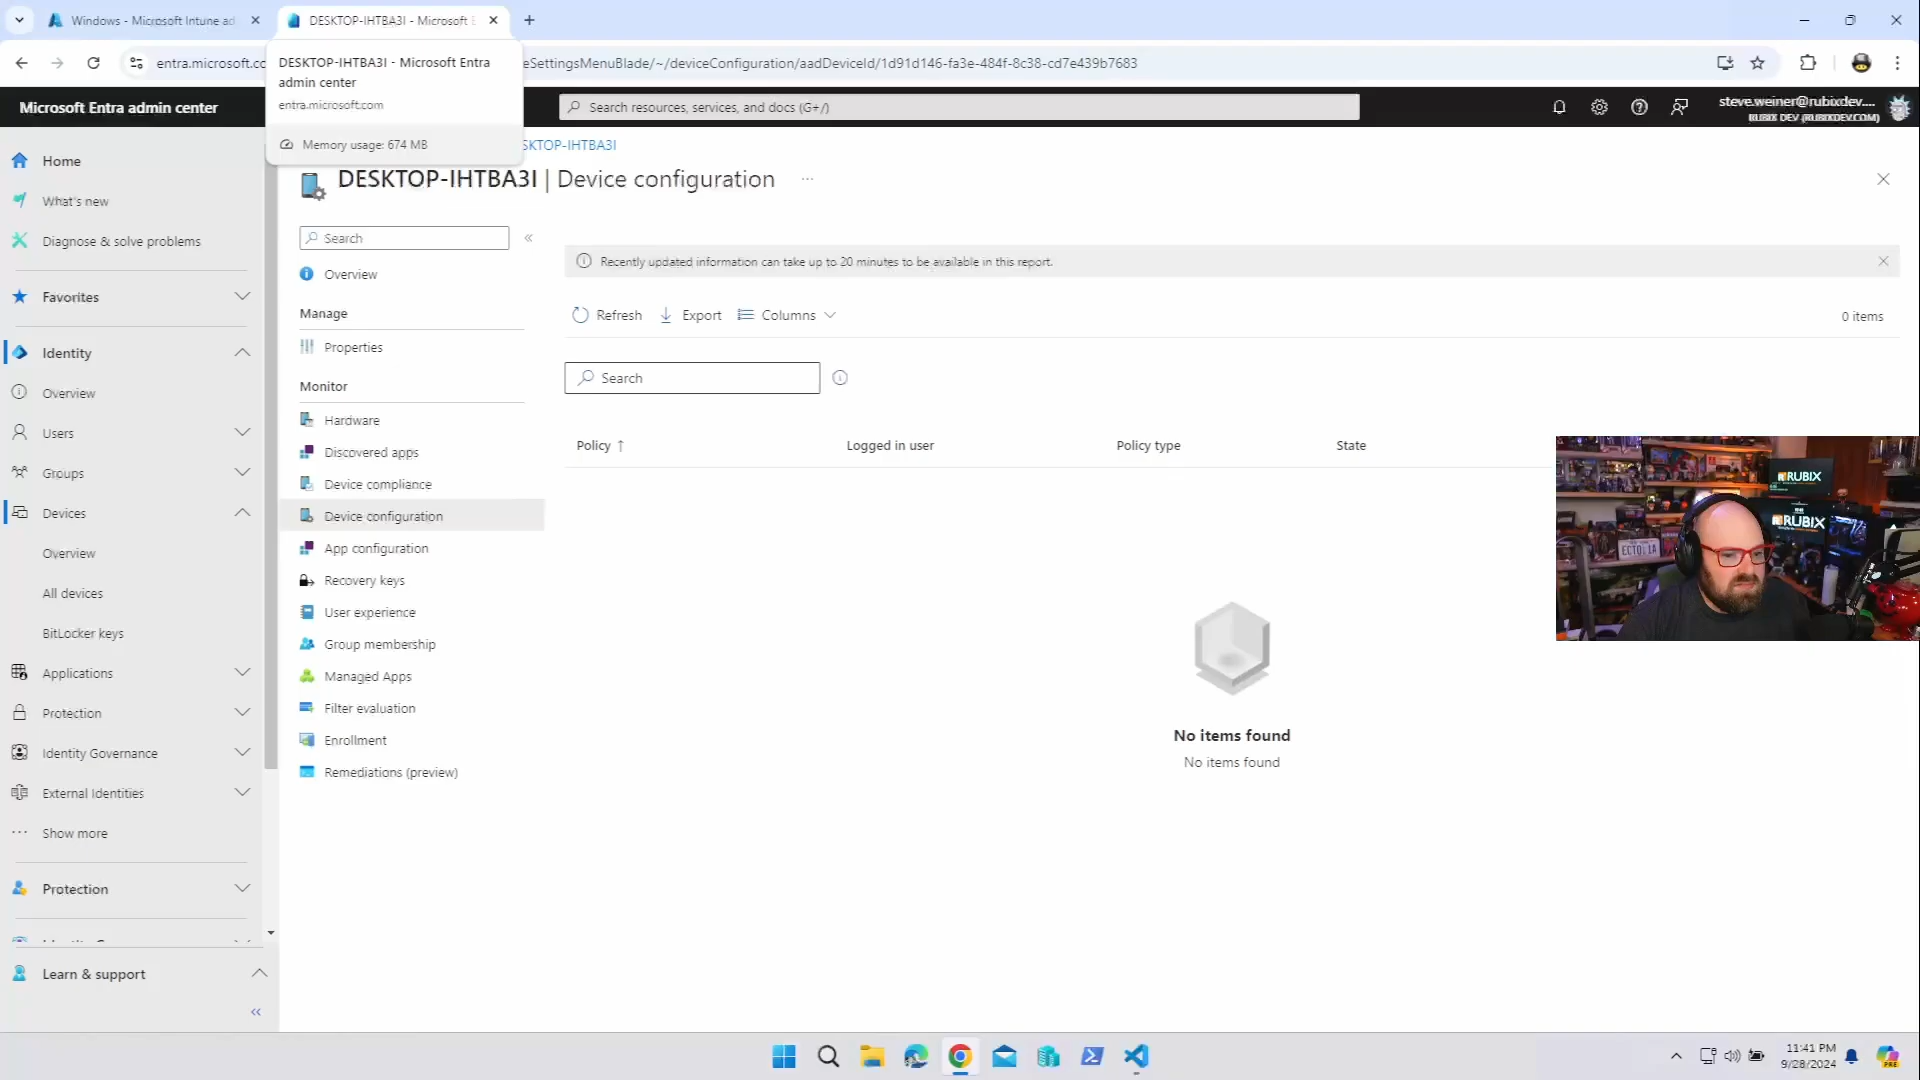 Windows - Microsoft Intune ad
DESKTOP-IHTBA3I - Microsoft E
entra.microsoft.co
eSettingsMenuBlade/~/deviceConfiguration/aadDeviceId/1d91d146-fa3e-484f-8c38-cd7e439b7683
DESKTOP-IHTBA3I - Microsoft Entra
admin center
entra.microsoft.com
Memory usage: 674 MB
Microsoft Entra admin center
Search resources, services, and docs (G+/)
steve.weiner@rubixdev....
RUBIX DEV (RUBIXDEV.COM)
SKTOP-IHTBA3I
DESKTOP-IHTBA3I | Device configuration
...
Home
What's new
Diagnose & solve problems
Favorites
Identity
Overview
Users
Groups
Devices
Overview
All devices
BitLocker keys
Applications
Protection
Identity Governance
External Identities
Show more
Protection
Learn & support
Search
Overview
Manage
Properties
Monitor
Hardware
Discovered apps
Device compliance
Device configuration
App configuration
Recovery keys
User experience
Group membership
Managed Apps
Filter evaluation
Enrollment
Remediations (preview)
Recently updated information can take up to 20 minutes to be available in this report.
Refresh
Export
Columns
0 items
Search
Policy ↑
Logged in user
Policy type
State
No items found
No items found
RUBIX
RUBIX
ECTO-1A
11:41 PM
9/28/2024
PRE